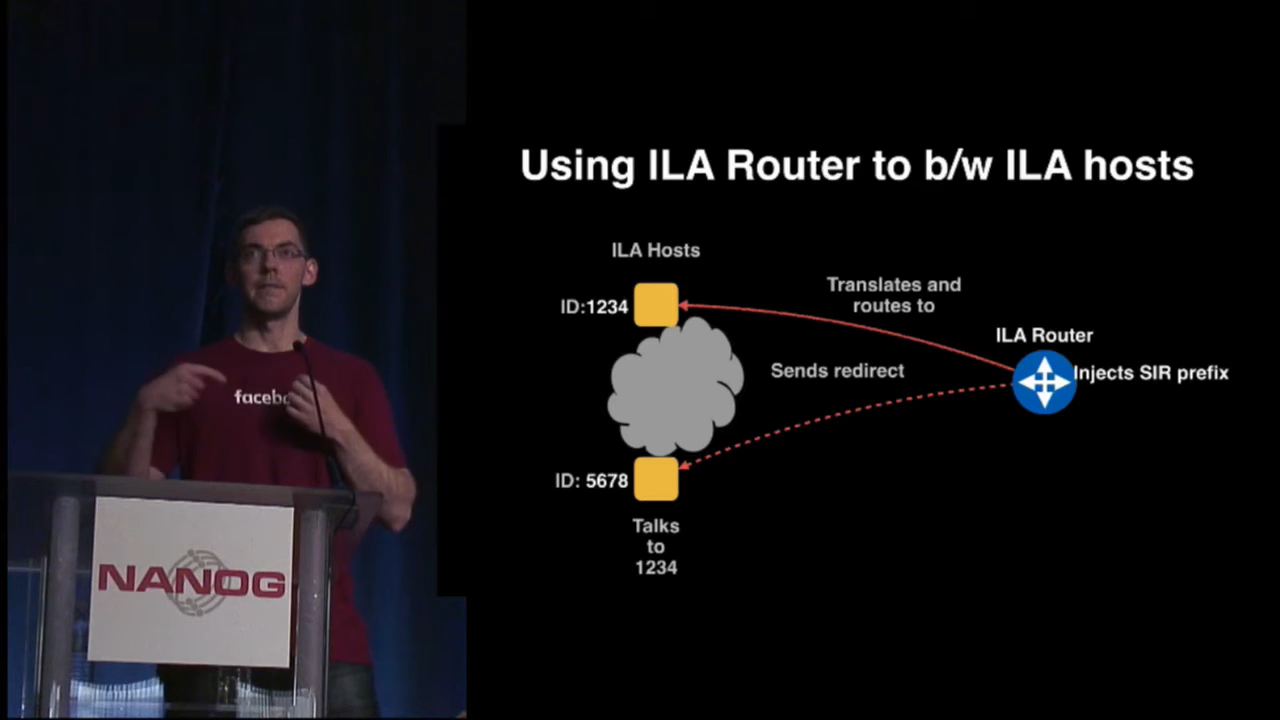 Using ILA Router to b/w ILA hosts
ILA Hosts
ID:1234
Translates and
routes to
ILA Router
Injects SIR prefix
Sends redirect
ID: 5678
Talks
to
1234
NANOG